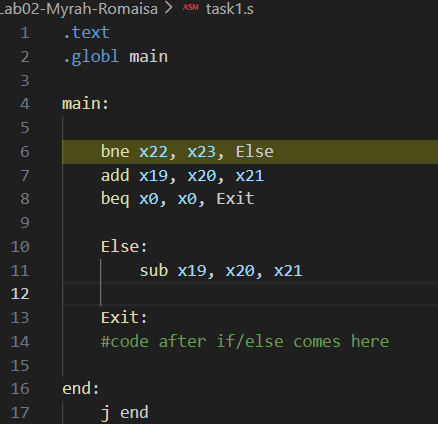 Lab02-Myrah-Romaisa > ASM task1.s
1 .text
2 .globl main
3
4 main:
5
6 bne x22, x23, Else
7 add x19, x20, x21
8 beq x0, x0, Exit
9
10 Else:
11 sub x19, x20, x21
12
13 Exit:
14 #code after if/else comes here
15
16 end:
17 j end